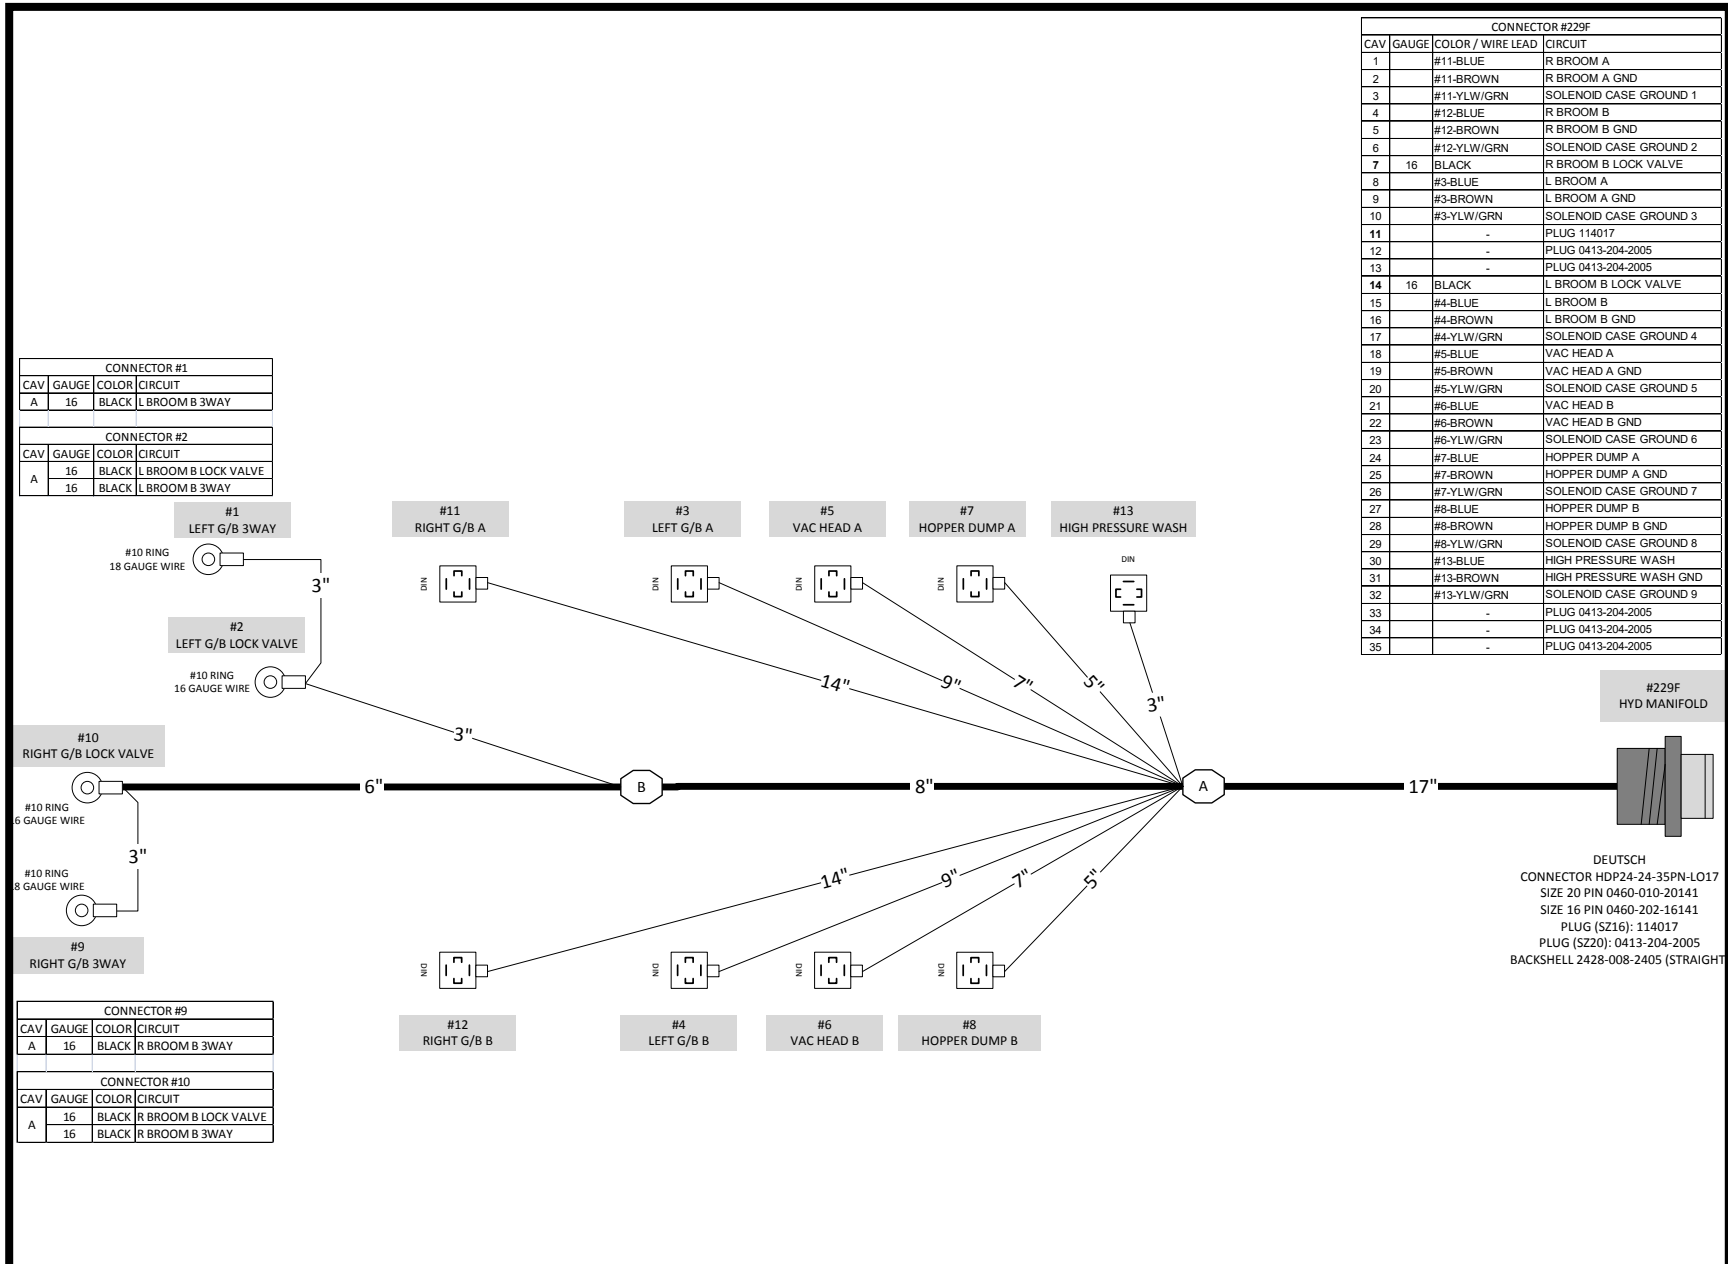 CONNECTOR #229F
CAV GAUGE COLOR / WIRE LEAD CIRCUIT
1 #11-BLUE R BROOM A
2 #11-BROWN R BROOM A GND
3 #11-YLW/GRN SOLENOID CASE GROUND 1
4 #12-BLUE R BROOM B
5 #12-BROWN R BROOM B GND
6 #12-YLW/GRN SOLENOID CASE GROUND 2
7 16 BLACK R BROOM B LOCK VALVE
8 #3-BLUE L BROOM A
9 #3-BROWN L BROOM A GND
10 #3-YLW/GRN SOLENOID CASE GROUND 3
11 - PLUG 114017
12 - PLUG 0413-204-2005
13 - PLUG 0413-204-2005
14 16 BLACK L BROOM B LOCK VALVE
15 #4-BLUE L BROOM B
16 #4-BROWN L BROOM B GND
17 #4-YLW/GRN SOLENOID CASE GROUND 4
18 #5-BLUE VAC HEAD A
19 #5-BROWN VAC HEAD A GND
20 #5-YLW/GRN SOLENOID CASE GROUND 5
21 #6-BLUE VAC HEAD B
22 #6-BROWN VAC HEAD B GND
23 #6-YLW/GRN SOLENOID CASE GROUND 6
24 #7-BLUE HOPPER DUMP A
25 #7-BROWN HOPPER DUMP A GND
26 #7-YLW/GRN SOLENOID CASE GROUND 7
27 #8-BLUE HOPPER DUMP B
28 #8-BROWN HOPPER DUMP B GND
29 #8-YLW/GRN SOLENOID CASE GROUND 8
30 #13-BLUE HIGH PRESSURE WASH
31 #13-BROWN HIGH PRESSURE WASH GND
32 #13-YLW/GRN SOLENOID CASE GROUND 9
33 - PLUG 0413-204-2005
34 - PLUG 0413-204-2005
35 - PLUG 0413-204-2005
CONNECTOR #1
CAV GAUGE COLOR CIRCUIT
A 16 BLACK L BROOM B 3WAY
CONNECTOR #2
CAV GAUGE COLOR CIRCUIT
A
16 BLACK L BROOM B LOCK VALVE
16 BLACK L BROOM B 3WAY
#1
LEFT G/B 3WAY
#10 RING
18 GAUGE WIRE
3"
#2
LEFT G/B LOCK VALVE
#10 RING
16 GAUGE WIRE
3"
#11
RIGHT G/B A
DIN
14"
#3
LEFT G/B A
DIN
9"
#5
VAC HEAD A
DIN
7"
#7
HOPPER DUMP A
DIN
5"
#13
HIGH PRESSURE WASH
DIN
3"
#229F
HYD MANIFOLD
#10
RIGHT G/B LOCK VALVE
6"
B
8"
A
17"
#10 RING
6 GAUGE WIRE
3"
#10 RING
8 GAUGE WIRE
#9
RIGHT G/B 3WAY
14"
9"
7"
5"
DIN
DIN
DIN
DIN
#12
RIGHT G/B B
#4
LEFT G/B B
#6
VAC HEAD B
#8
HOPPER DUMP B
DEUTSCH
CONNECTOR HDP24-24-35PN-LO17
SIZE 20 PIN 0460-010-20141
SIZE 16 PIN 0460-202-16141
PLUG (SZ16): 114017
PLUG (SZ20): 0413-204-2005
BACKSHELL 2428-008-2405 (STRAIGHT
CONNECTOR #9
CAV GAUGE COLOR CIRCUIT
A 16 BLACK R BROOM B 3WAY
CONNECTOR #10
CAV GAUGE COLOR CIRCUIT
A
16 BLACK R BROOM B LOCK VALVE
16 BLACK R BROOM B 3WAY